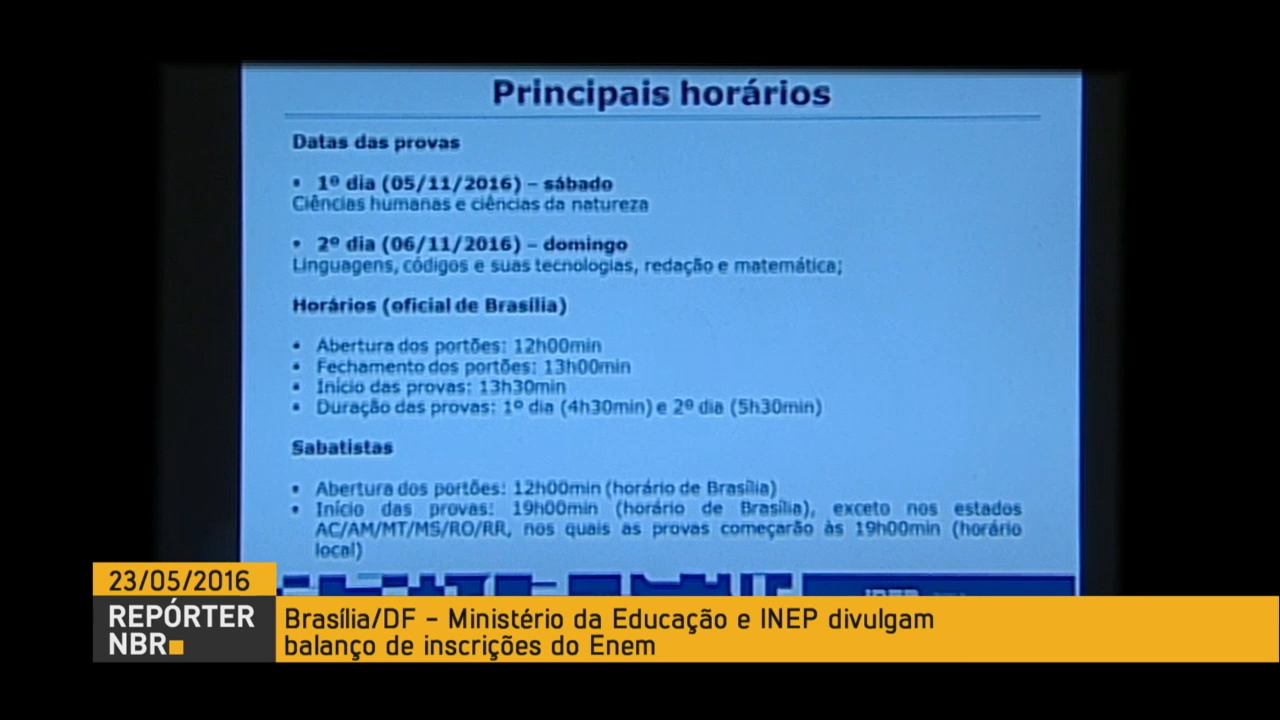 Principais horários
Datas das provas
• 1º dia (05/11/2016) – sábado
Ciências humanas e ciências da natureza
• 2º dia (06/11/2016) – domingo
Linguagens, códigos e suas tecnologias, redação e matemática;
Horários (oficial de Brasília)
• Abertura dos portões: 12h00min
• Fechamento dos portões: 13h00min
• Início das provas: 13h30min
• Duração das provas: 1º dia (4h30min) e 2º dia (5h30min)
Sabatistas
• Abertura dos portões: 12h00min (horário de Brasília)
• Início das provas: 19h00min (horário de Brasília), exceto nos estados
AC/AM/MT/MS/RO/RR, nos quais as provas começarão às 19h00min (horário
local)
23/05/2016
REPÓRTER
NBR
Brasília/DF – Ministério da Educação e INEP divulgam
balanço de inscrições do Enem